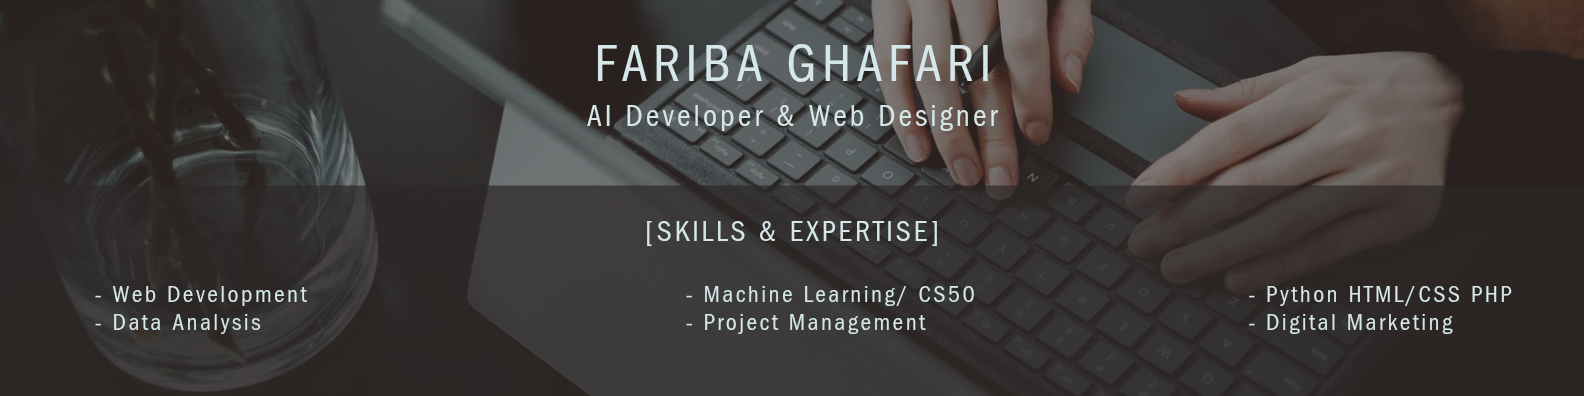 FARIBA GHAFARI
AI Developer & Web Designer
[SKILLS & EXPERTISE]
- Web Development
- Data Analysis
- Machine Learning/ CS50
- Project Management
- Python HTML/CSS PHP
- Digital Marketing